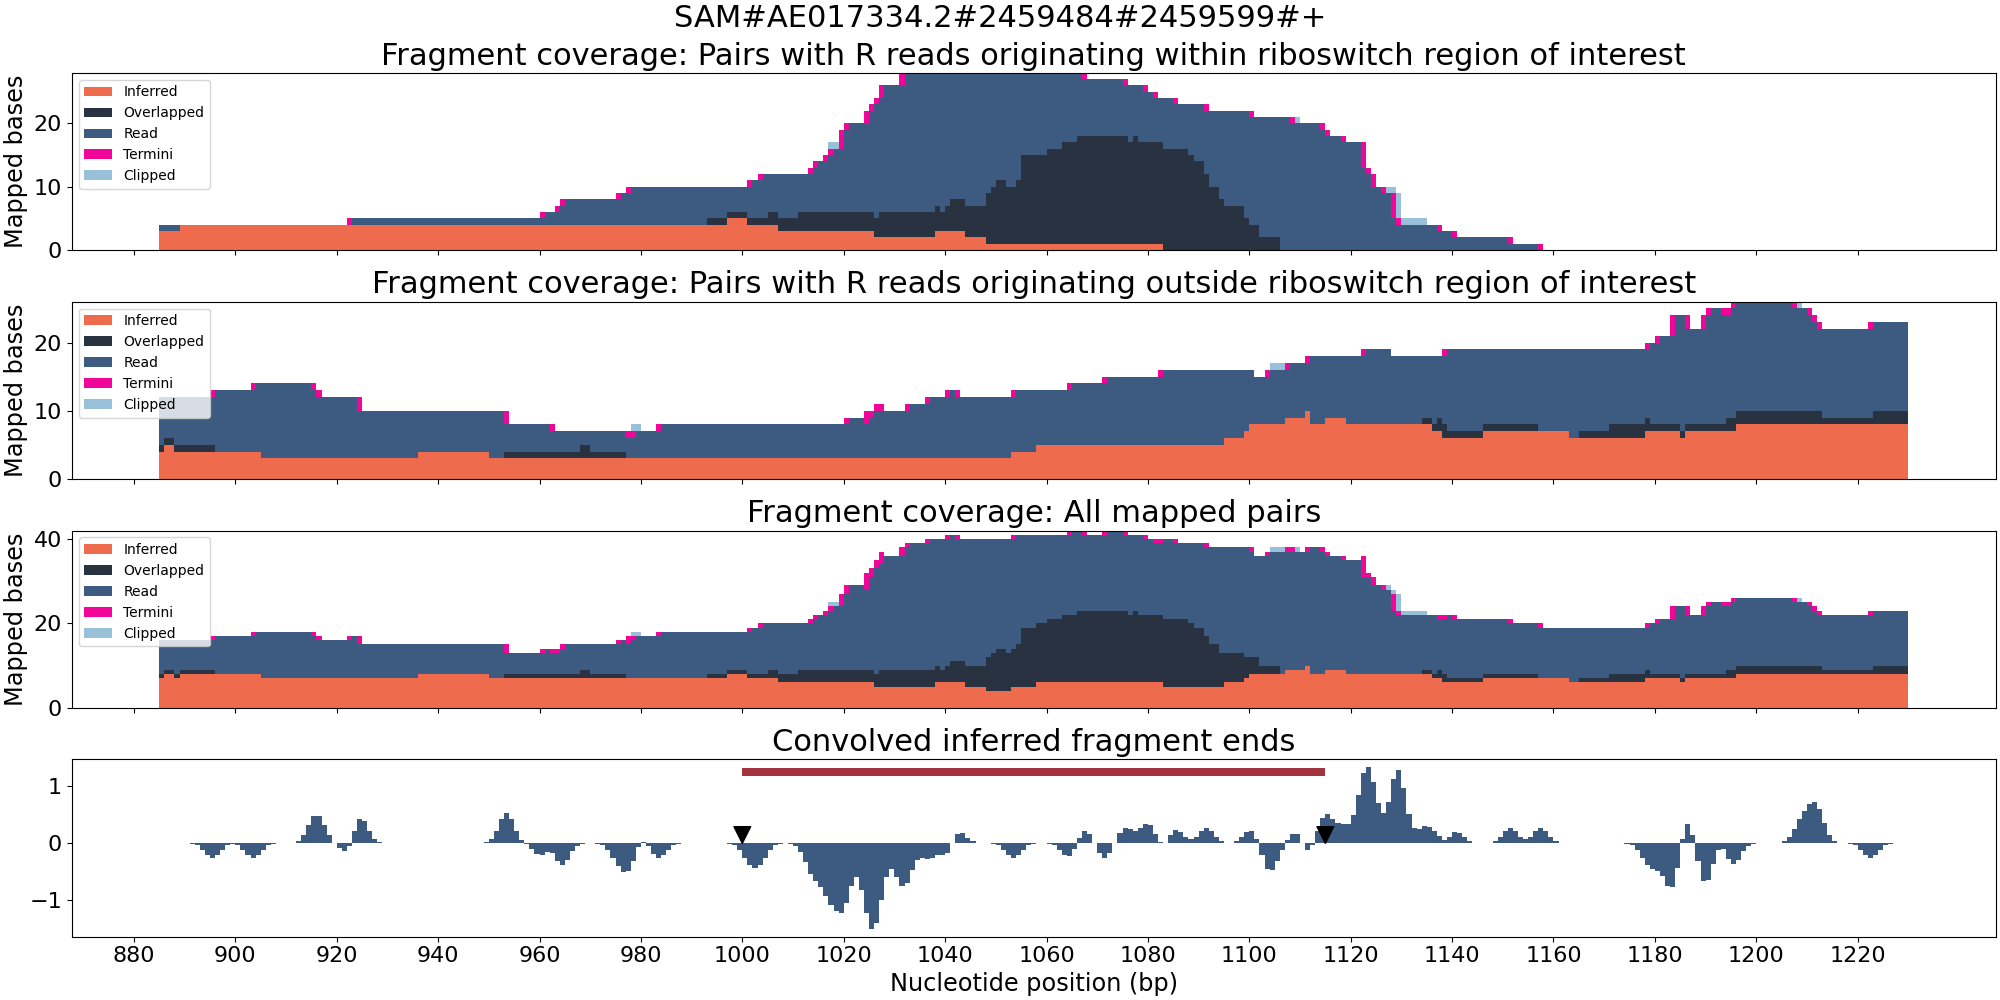 SAM#AE017334.2#2459484#2459599#+
Fragment coverage: Pairs with R reads originating within riboswitch region of interest
Mapped bases
20
10
0
Inferred
Overlapped
Read
Termini
Clipped
Fragment coverage: Pairs with R reads originating outside riboswitch region of interest
Mapped bases
20
10
0
Inferred
Overlapped
Read
Termini
Clipped
Fragment coverage: All mapped pairs
Mapped bases
40
20
0
Inferred
Overlapped
Read
Termini
Clipped
Convolved inferred fragment ends
1
0
−1
880 900 920 940 960 980 1000 1020 1040 1060 1080 1100 1120 1140 1160 1180 1200 1220
Nucleotide position (bp)